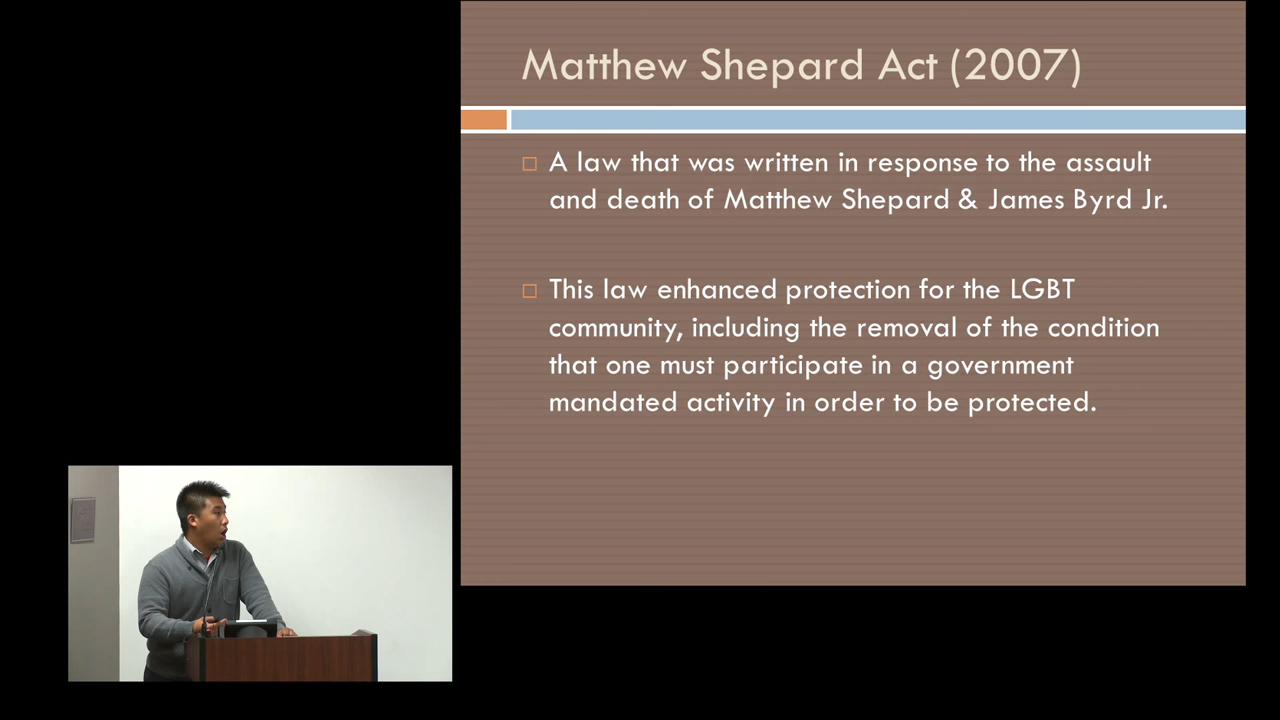 Matthew Shepard Act (2007)
A law that was written in response to the assault
and death of Matthew Shepard & James Byrd Jr.
This law enhanced protection for the LGBT
community, including the removal of the condition
that one must participate in a government
mandated activity in order to be protected.